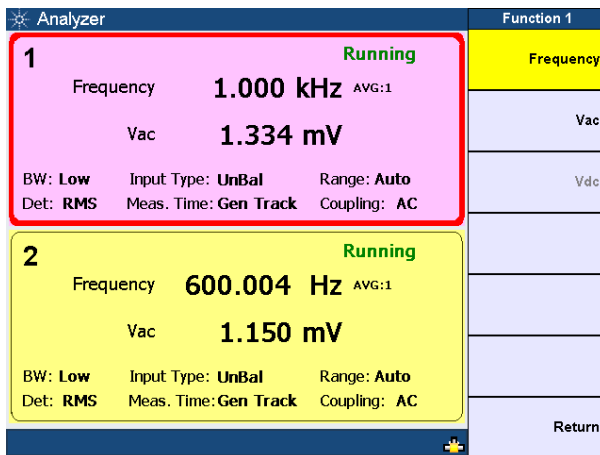 Analyzer
1
Running
Frequency 1.000 kHz AVG:1
Vac 1.334 mV
BW: Low Input Type: UnBal Range: Auto
Det: RMS Meas. Time: Gen Track Coupling: AC
2
Running
Frequency 600.004 Hz AVG:1
Vac 1.150 mV
BW: Low Input Type: UnBal Range: Auto
Det: RMS Meas. Time: Gen Track Coupling: AC
Function 1
Frequency
Vac
Vdc
Return